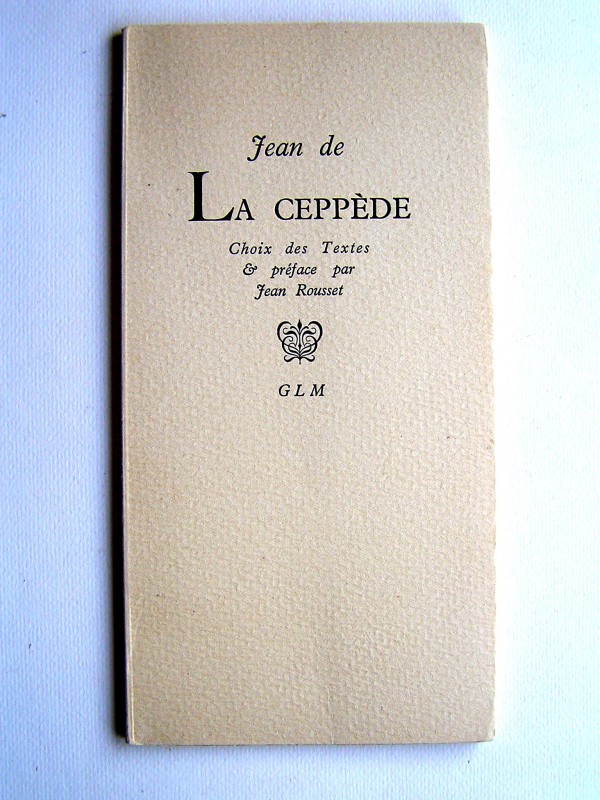 Jean de
LA CEPPÈDE
Choix des Textes
& préface par
Jean Rousset
GLM